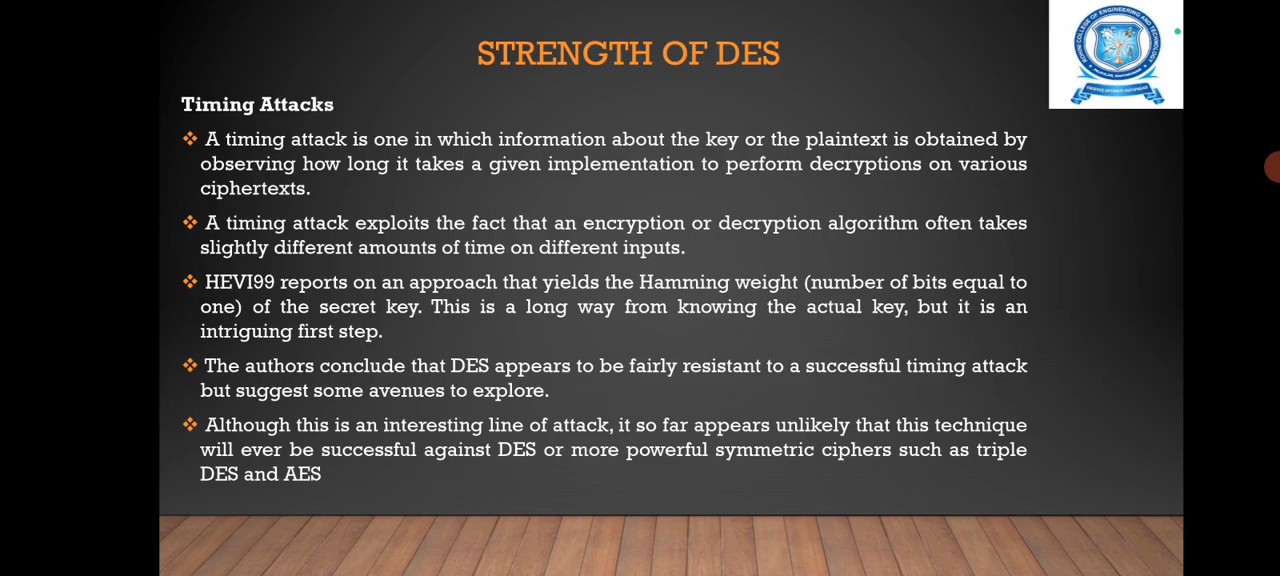 STRENGTH OF DES
Timing Attacks
❖ A timing attack is one in which information about the key or the plaintext is obtained by
observing how long it takes a given implementation to perform decryptions on various
ciphertexts.
❖ A timing attack exploits the fact that an encryption or decryption algorithm often takes
slightly different amounts of time on different inputs.
❖ HEVI99 reports on an approach that yields the Hamming weight (number of bits equal to
one) of the secret key. This is a long way from knowing the actual key, but it is an
intriguing first step.
❖ The authors conclude that DES appears to be fairly resistant to a successful timing attack
but suggest some avenues to explore.
❖ Although this is an interesting line of attack, it so far appears unlikely that this technique
will ever be successful against DES or more powerful symmetric ciphers such as triple
DES and AES
COLLEGE OF ENGINEERING AND TECHNOLOGY